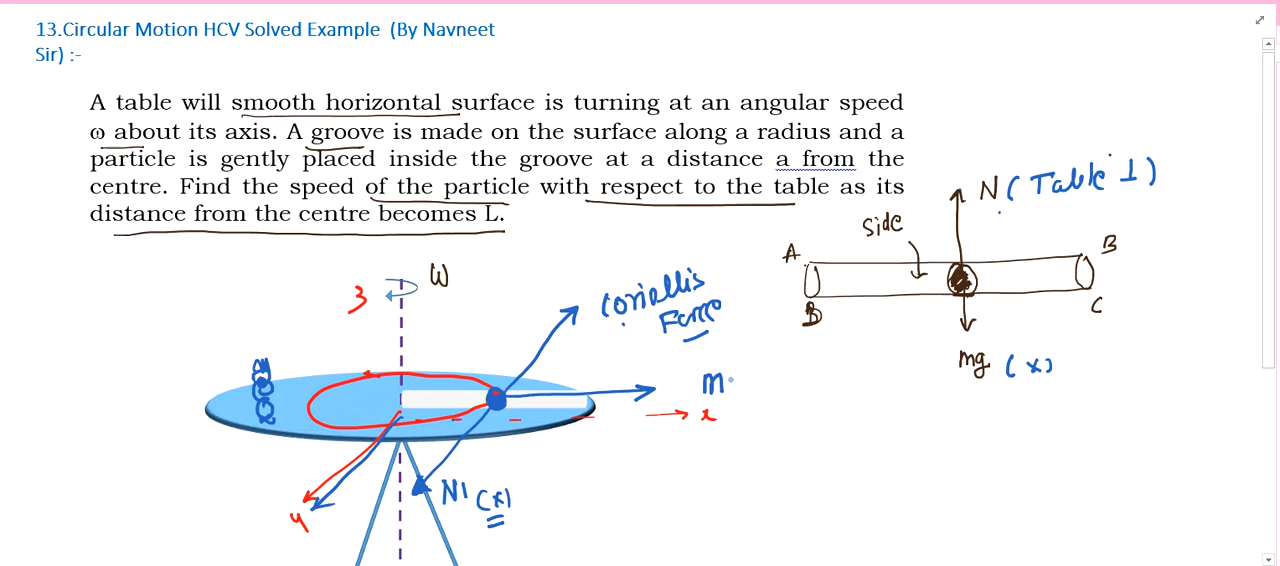 13.Circular Motion HCV Solved Example (By Navneet
Sir) :-
A table will smooth horizontal surface is turning at an angular speed
ω about its axis. A groove is made on the surface along a radius and a
particle is gently placed inside the groove at a distance a from the
centre. Find the speed of the particle with respect to the table as its
distance from the centre becomes L.
N (Table ⊥)
Side
A
B
B
C
mg (x)
3
ω
Coriallis
Force
m
x
y
N1 (x)